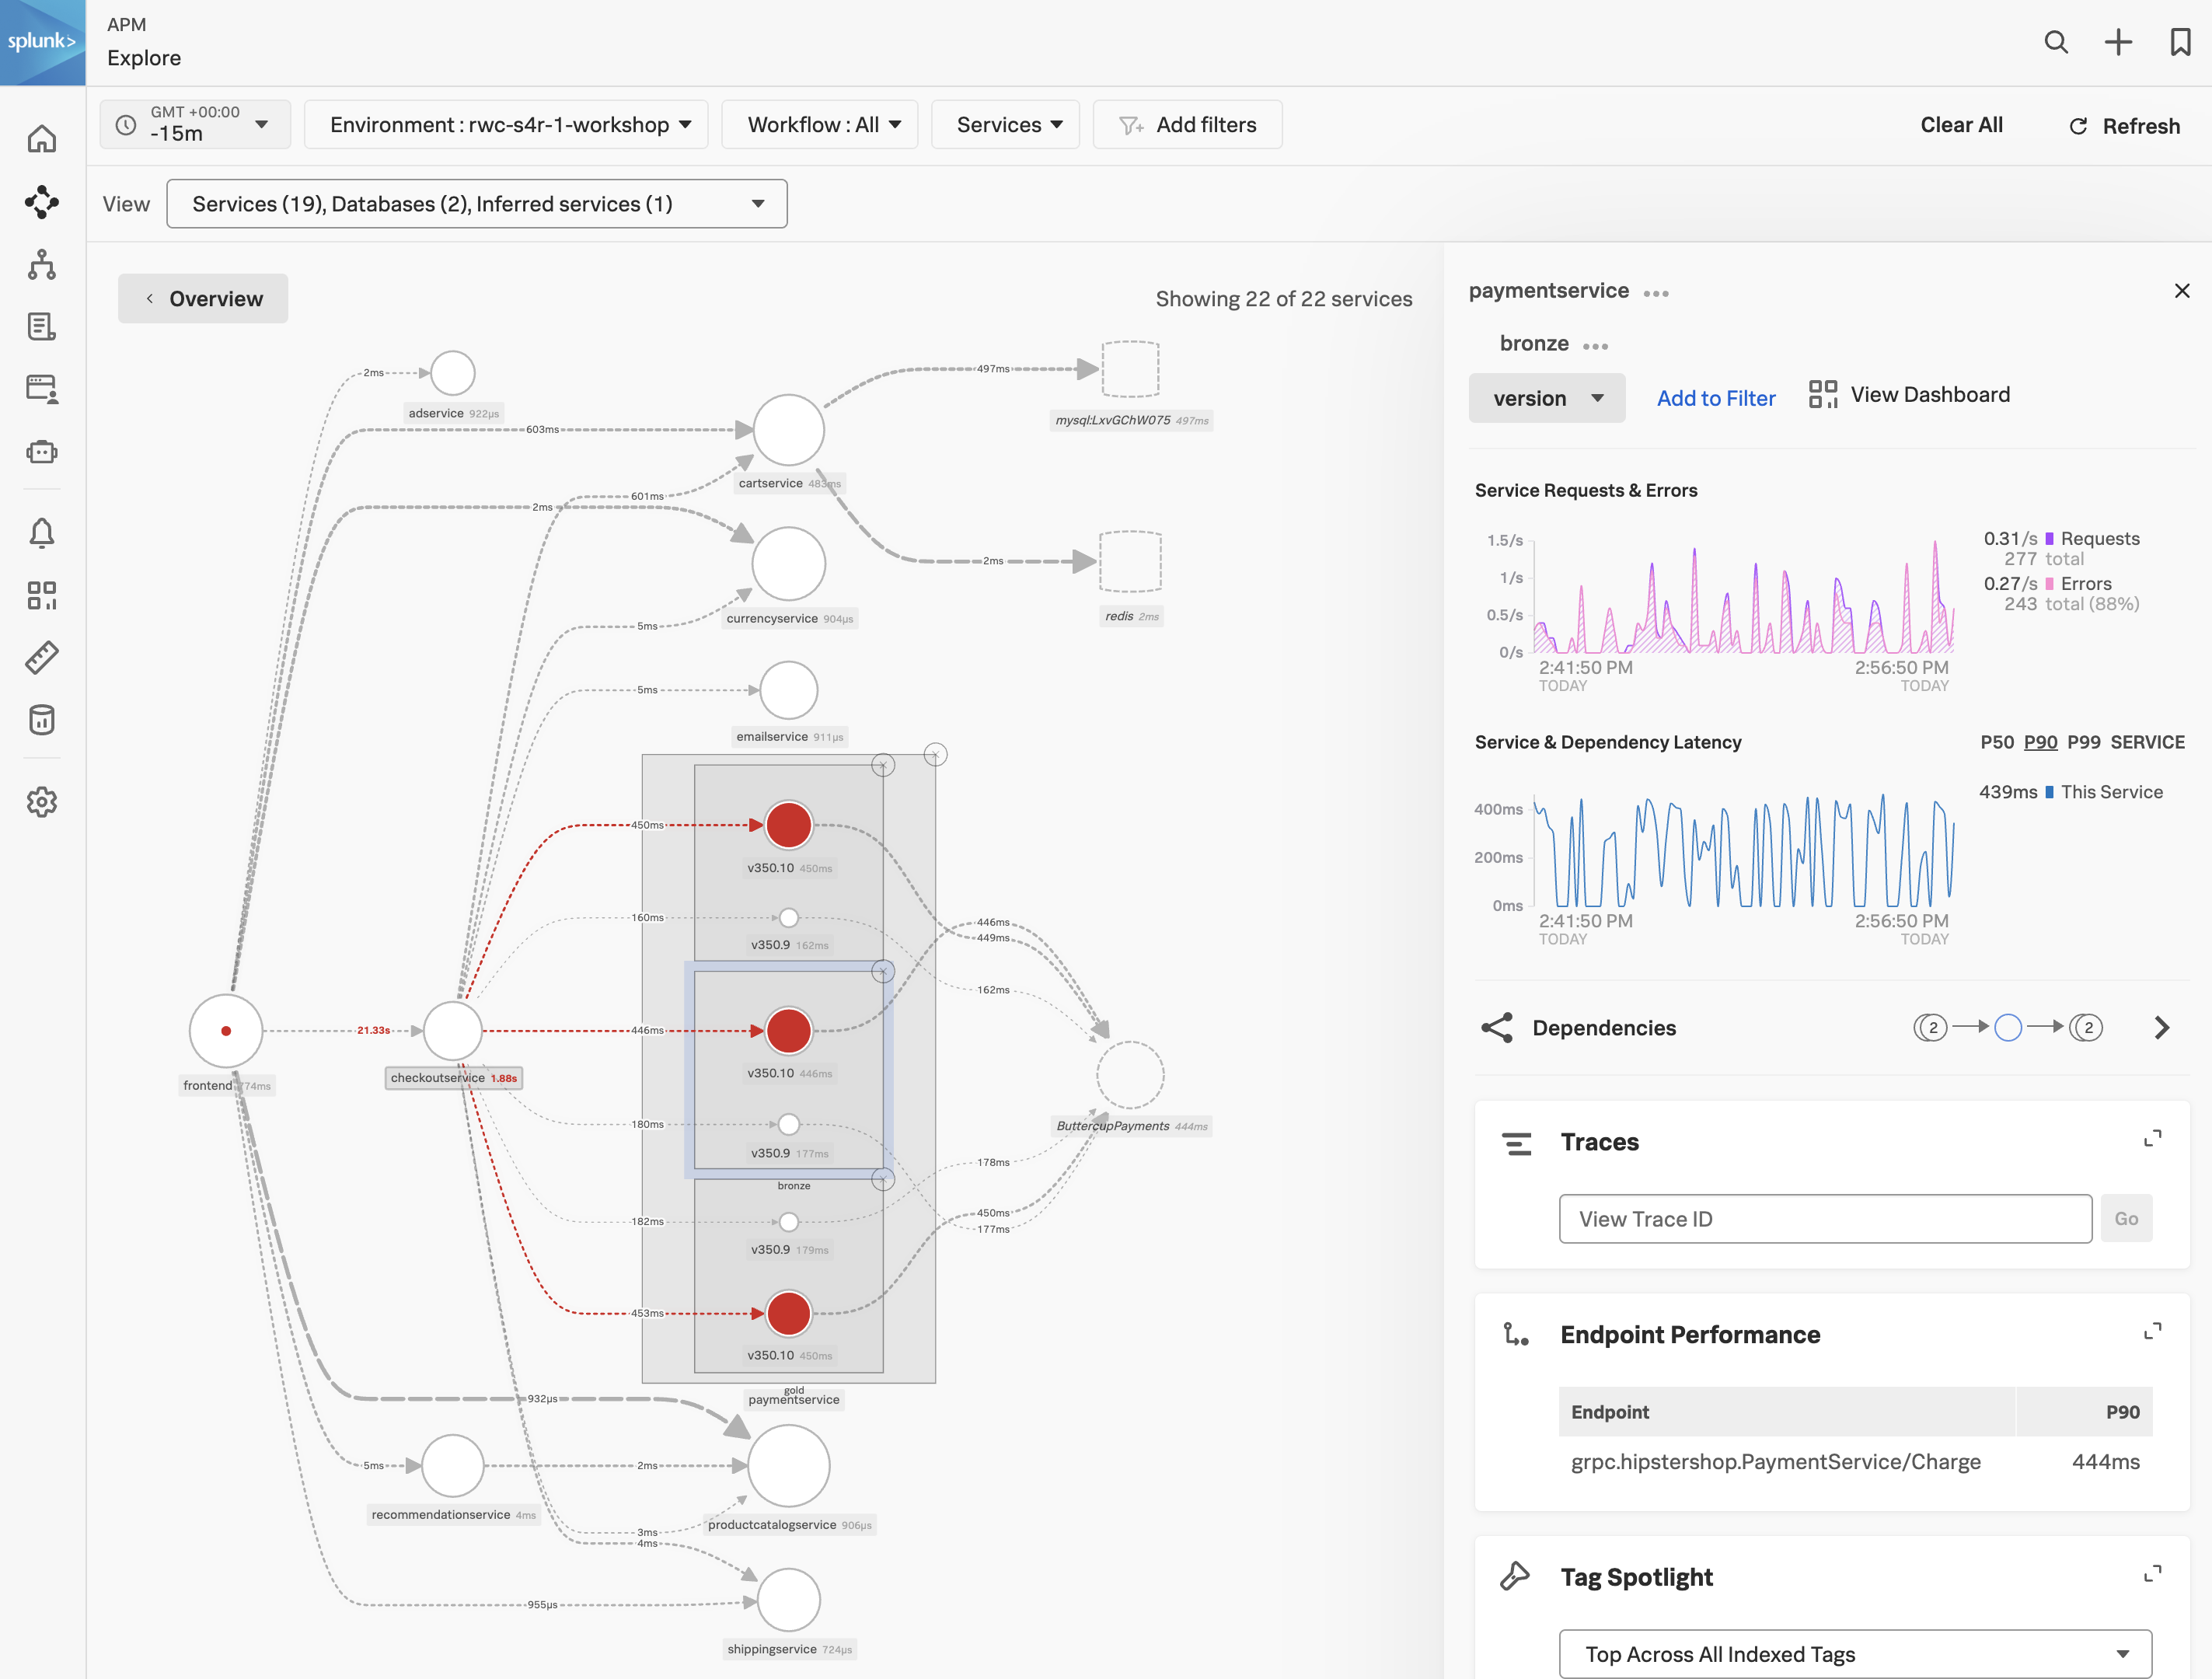 splunk>
APM
Explore
GMT +00:00
-15m
Environment : rwc-s4r-1-workshop
Workflow : All
Services
Add filters
Clear All
Refresh
View
Services (19), Databases (2), Inferred services (1)
Overview
Showing 22 of 22 services
2ms
adservice 922µs
603ms
601ms
2ms
cartservice 483ms
497ms
mysql:LxvGChW075 497ms
2ms
redis 2ms
5ms
currencyservice 904µs
5ms
emailservice 911µs
450ms
v350.10 450ms
160ms
v350.9 162ms
446ms
449ms
162ms
frontend 774ms
21.33s
checkoutservice 1.88s
446ms
v350.10 446ms
180ms
v350.9 177ms
bronze
ButtercupPayments 444ms
178ms
182ms
v350.9 179ms
450ms
177ms
453ms
v350.10 450ms
gold
paymentservice
932µs
5ms
recommendationservice 4ms
2ms
productcatalogservice 906µs
3ms
4ms
955µs
shippingservice 724µs
paymentservice
bronze
version
Add to Filter
View Dashboard
Service Requests & Errors
1.5/s
1/s
0.5/s
0/s
2:41:50 PM
TODAY
2:56:50 PM
TODAY
0.31/s Requests
277 total
0.27/s Errors
243 total (88%)
Service & Dependency Latency
P50 P90 P99 SERVICE
400ms
200ms
0ms
2:41:50 PM
TODAY
2:56:50 PM
TODAY
439ms This Service
Dependencies
2
2
Traces
View Trace ID
Go
Endpoint Performance
Endpoint P90
grpc.hipstershop.PaymentService/Charge 444ms
Tag Spotlight
Top Across All Indexed Tags